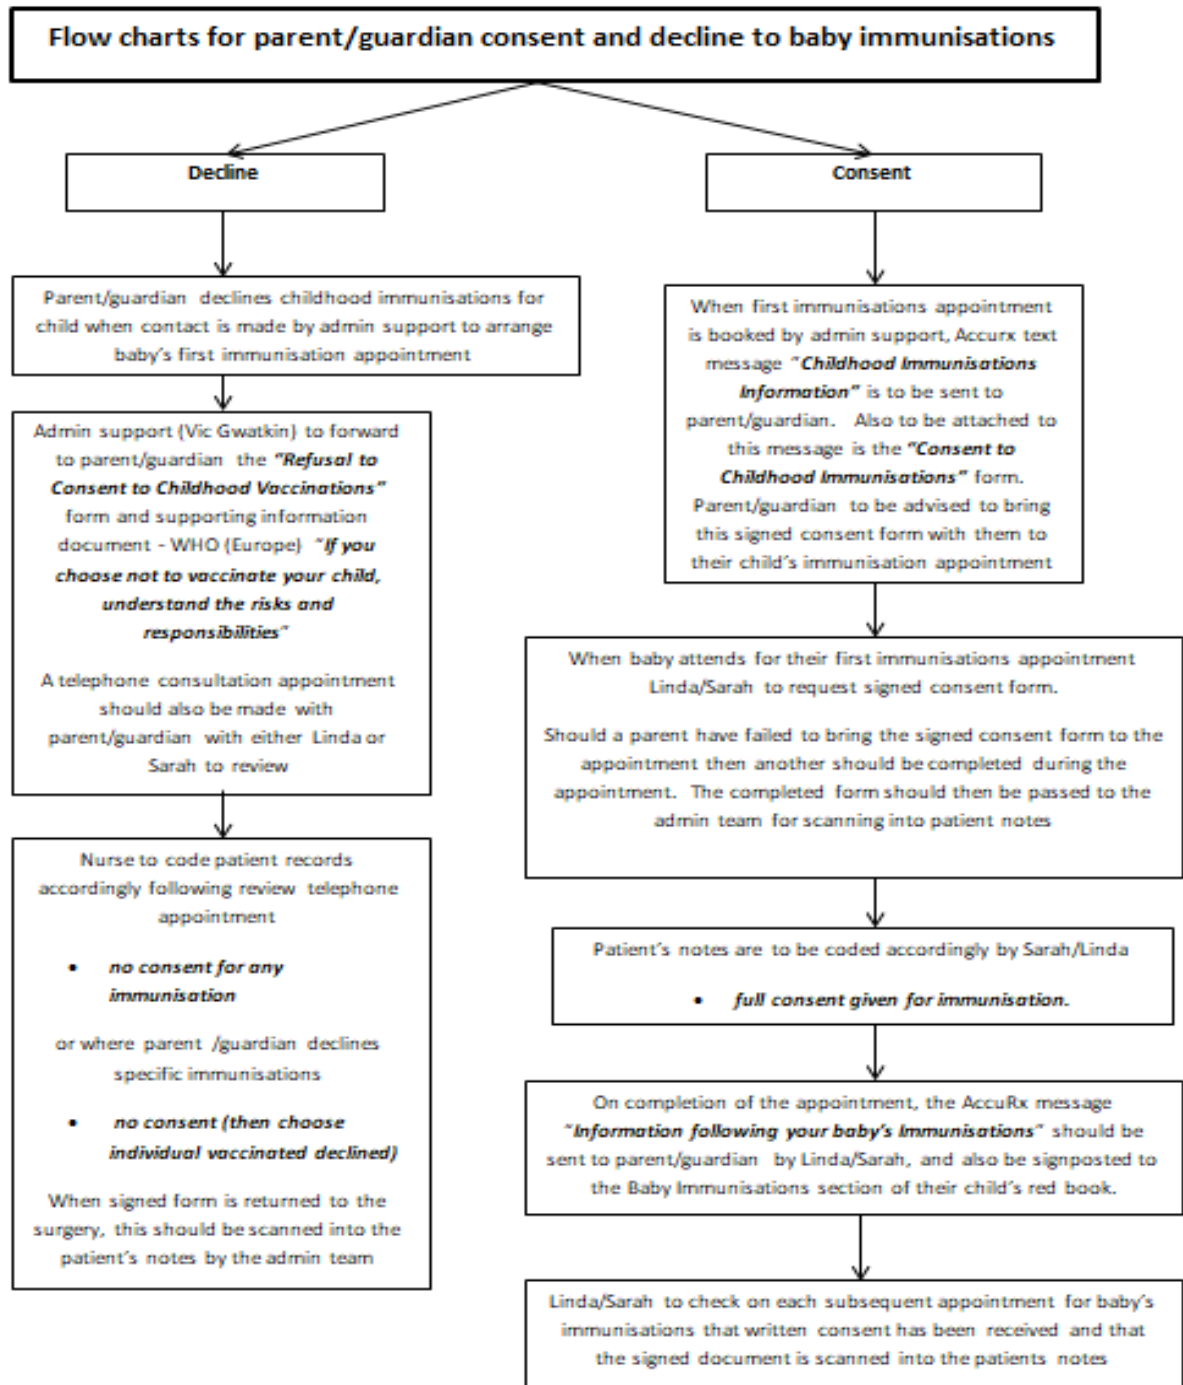 Flow charts for parent/guardian consent and decline to baby immunisations
Decline
Parent/guardian declines childhood immunisations for
child when contact is made by admin support to arrange
baby's first immunisation appointment
Admin support (Vic Gwatkin) to forward
to parent/guardian the "Refusal to
Consent to Childhood Vaccinations"
form and supporting information
document - WHO (Europe) "If you
choose not to vaccinate your child,
understand the risks and
responsibilities"
A telephone consultation appointment
should also be made with
parent/guardian with either Linda or
Sarah to review
Nurse to code patient records
accordingly following review telephone
appointment
• no consent for any
immunisation
or where parent /guardian declines
specific immunisations
• no consent (then choose
individual vaccinated declined)
When signed form is returned to the
surgery, this should be scanned into the
patient's notes by the admin team
Consent
When first immunisations appointment
is booked by admin support, Accurx text
message "Childhood Immunisations
Information" is to be sent to
parent/guardian. Also to be attached to
this message is the "Consent to
Childhood Immunisations" form.
Parent/guardian to be advised to bring
this signed consent form with them to
their child's immunisation appointment
When baby attends for their first immunisations appointment
Linda/Sarah to request signed consent form.
Should a parent have failed to bring the signed consent form to the
appointment then another should be completed during the
appointment. The completed form should then be passed to the
admin team for scanning into patient notes
Patient's notes are to be coded accordingly by Sarah/Linda
• full consent given for immunisation.
On completion of the appointment, the AccuRx message
"Information following your baby's Immunisations" should be
sent to parent/guardian by Linda/Sarah, and also be signposted to
the Baby Immunisations section of their child's red book.
Linda/Sarah to check on each subsequent appointment for baby's
immunisations that written consent has been received and that
the signed document is scanned into the patients notes